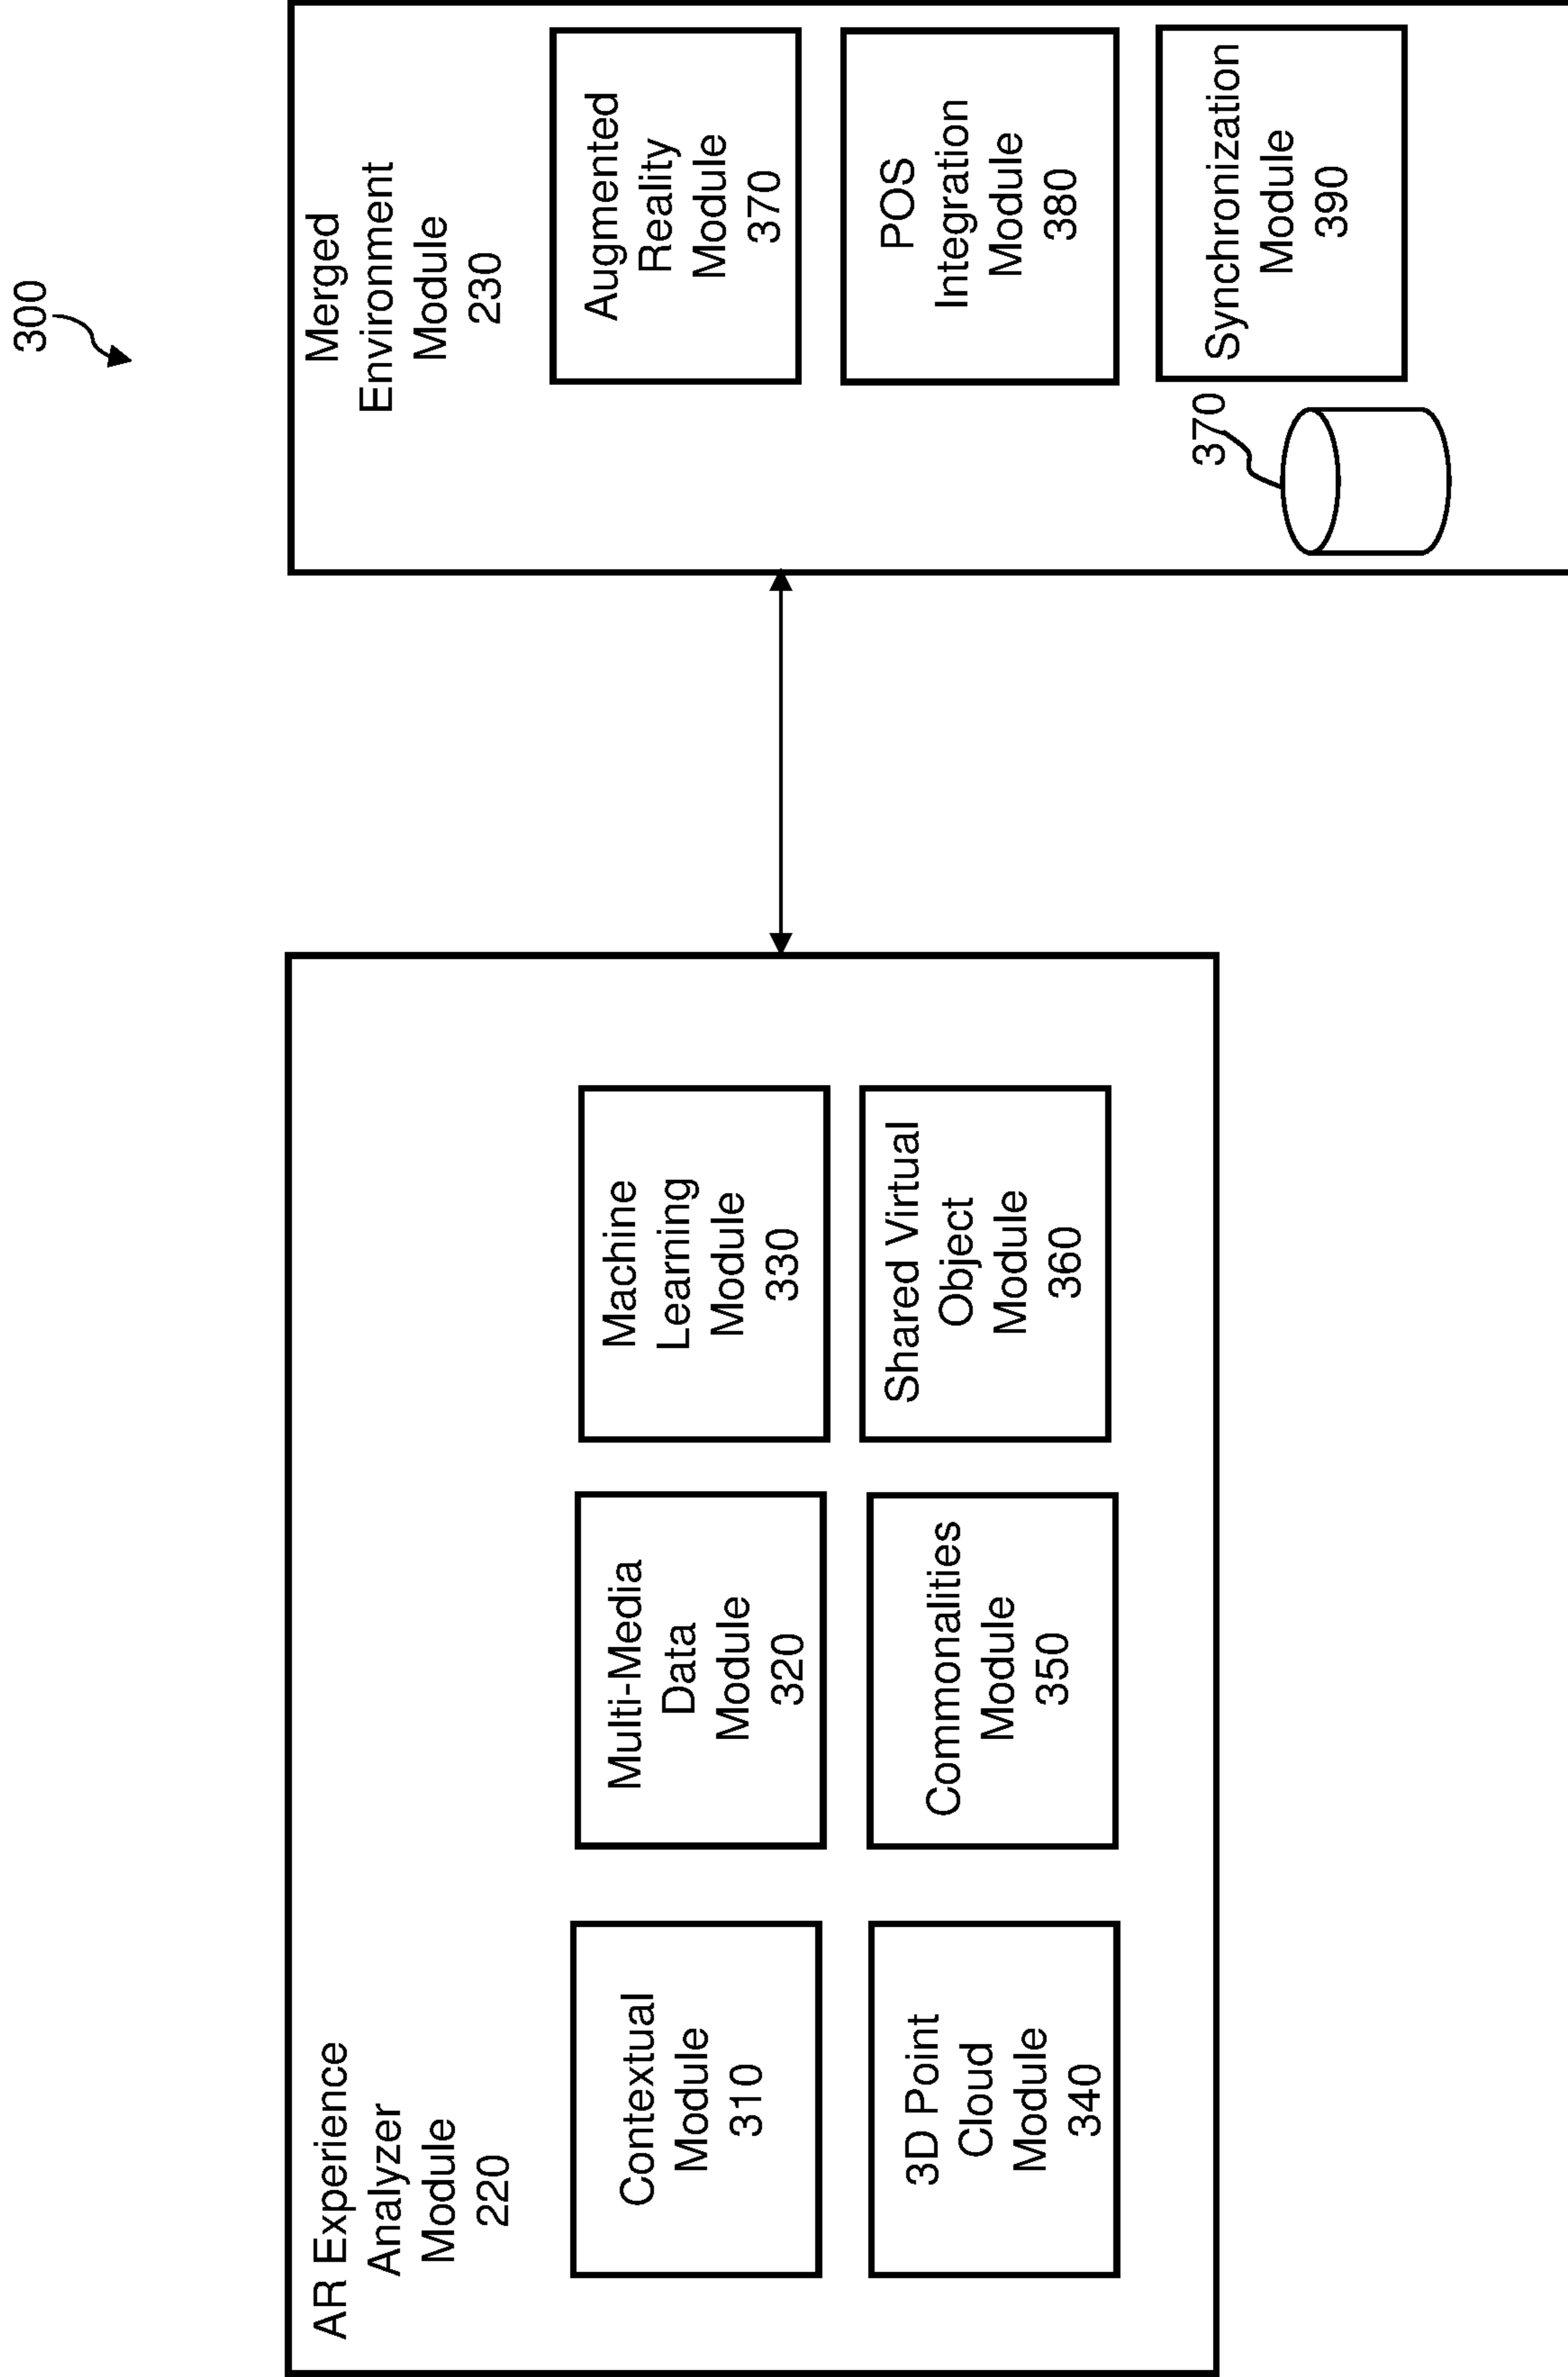 300
AR Experience
Analyzer
Module
220
Contextual
Module
310
Multi-Media
Data
Module
320
Machine
Learning
Module
330
3D Point
Cloud
Module
340
Commonalities
Module
350
Shared Virtual
Object
Module
360
Merged
Environment
Module
230
Augmented
Reality
Module
370
POS
Integration
Module
380
370
Synchronization
Module
390